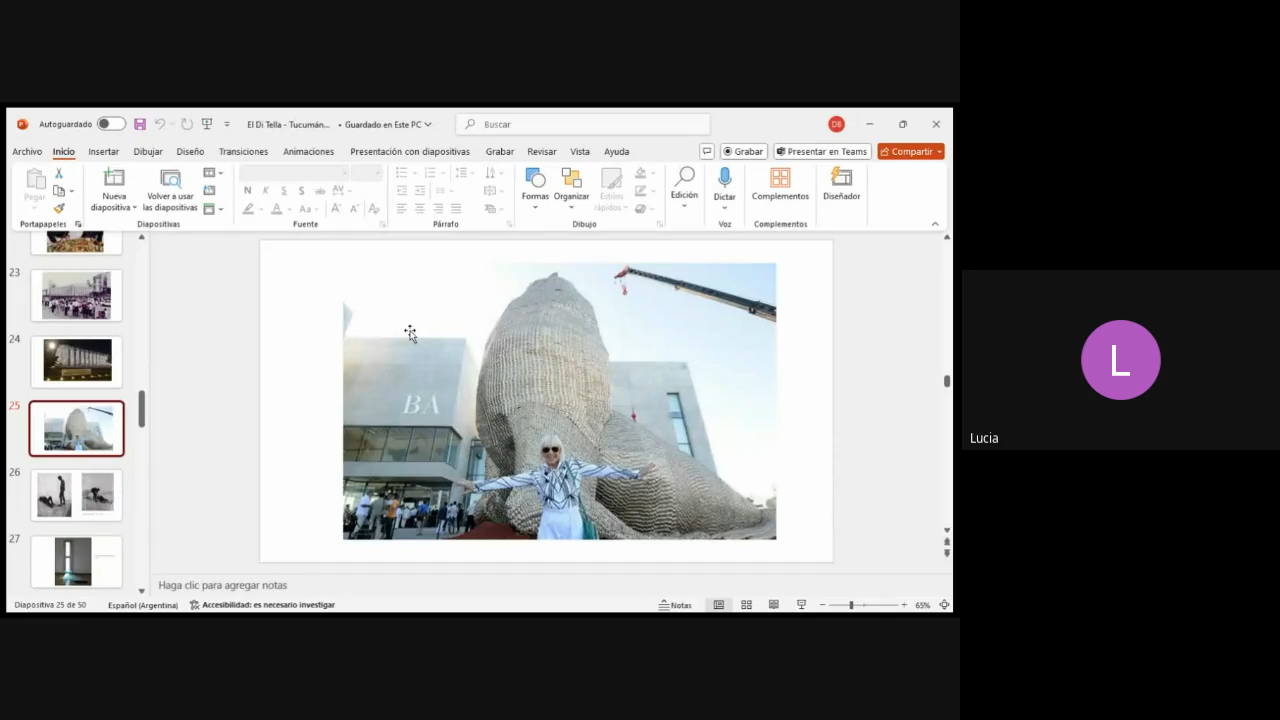 Autoguardado
El Di Tella - Tucumán... • Guardado en Este PC
Buscar
DB
Archivo Inicio Insertar Dibujar Diseño Transiciones Animaciones Presentación con diapositivas Grabar Revisar Vista Ayuda
Grabar Presentar en Teams Compartir
Pegar
Nueva diapositiva
Volver a usar las diapositivas
N K S S ab AV
A Aa A A
Formas Organizar Estilos rápidos
Edición
Dictar
Complementos
Diseñador
Portapapeles Diapositivas Fuente Párrafo Dibujo Voz Complementos
23
24
25
26
27
BA
Haga clic para agregar notas
Diapositiva 25 de 50 Español (Argentina) Accesibilidad: es necesario investigar Notas 65%
L
Lucia